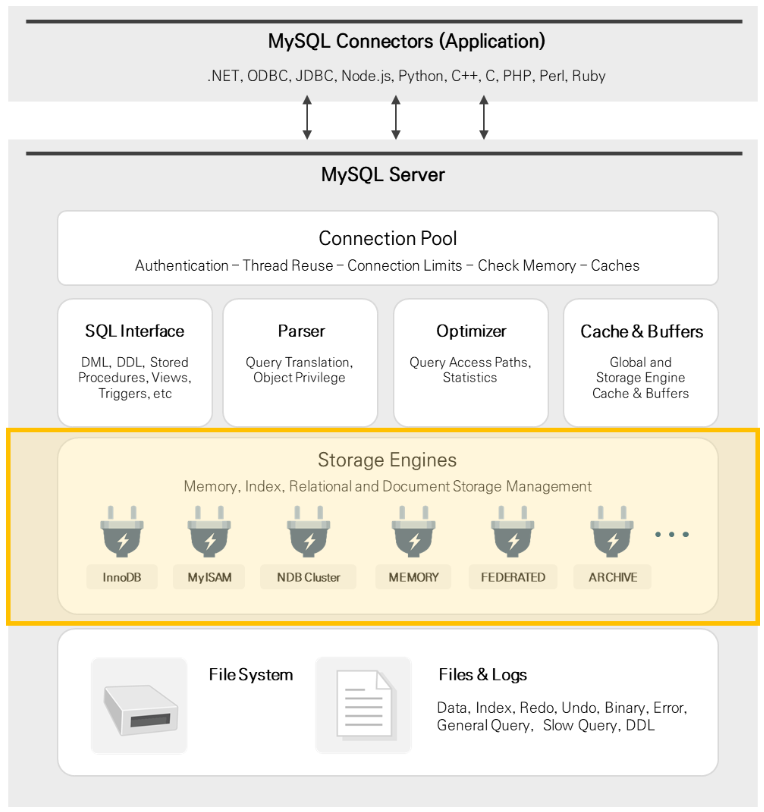 MySQL Connectors (Application)
.NET, ODBC, JDBC, Node.js, Python, C++, C, PHP, Perl, Ruby
MySQL Server
Connection Pool
Authentication – Thread Reuse – Connection Limits – Check Memory – Caches
SQL Interface
DML, DDL, Stored
Procedures, Views,
Triggers, etc
Parser
Query Translation,
Object Privilege
Optimizer
Query Access Paths,
Statistics
Cache & Buffers
Global and
Storage Engine
Cache & Buffers
Storage Engines
Memory, Index, Relational and Document Storage Management
InnoDB
MyISAM
NDB Cluster
MEMORY
FEDERATED
ARCHIVE
File System
Files & Logs
Data, Index, Redo, Undo, Binary, Error,
General Query, Slow Query, DDL